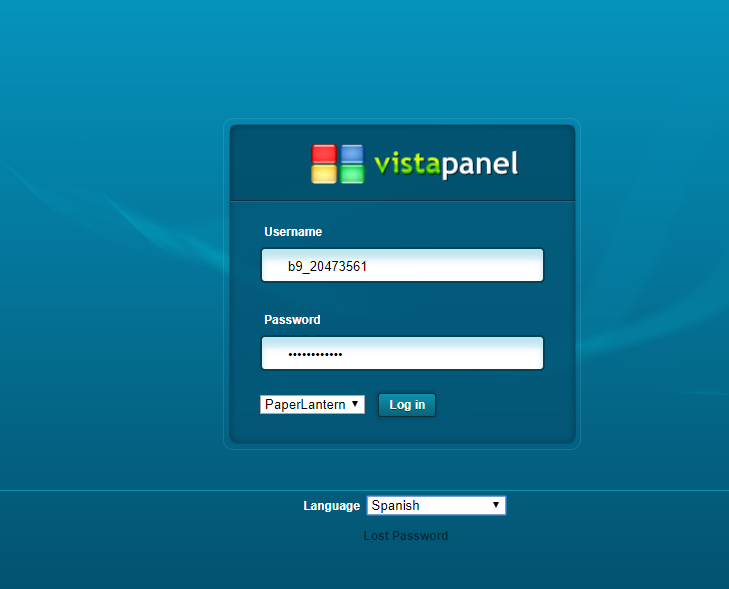 vistapanel
Username
b9_20473561
Password
••••••••••••
PaperLantern Log in
Language Spanish
Lost Password